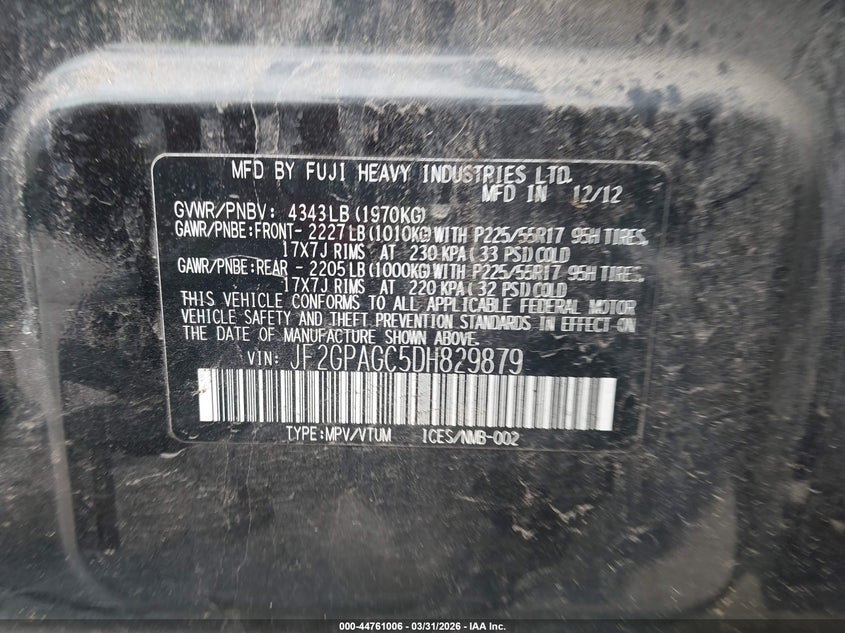 MFD BY FUJI HEAVY INDUSTRIES LTD.
MFD IN 12/12
GVWR/PNBV: 4343LB(1970KG)
GAWR/PNBE:FRONT- 2227LB(1010KG)WITH P225/55R17 95H TIRES,
17X7J RIMS AT 230 KPA(33 PSI)COLD
GAWR/PNBE:REAR - 2205LB(1000KG)WITH P225/55R17 95H TIRES,
17X7J RIMS AT 220 KPA(32 PSI)COLD
THIS VEHICLE CONFORMS TO ALL APPLICABLE FEDERAL MOTOR
VEHICLE SAFETY AND THEFT PREVENTION STANDARDS IN EFFECT ON
THE DATE OF MANUFACTURE SHOWN ABOVE.
VIN: JF2GPAGC5DH829879
TYPE:MPV/VTUM ICES/NMB-002
000-44761006 — 03/31/2026 — IAA Inc.